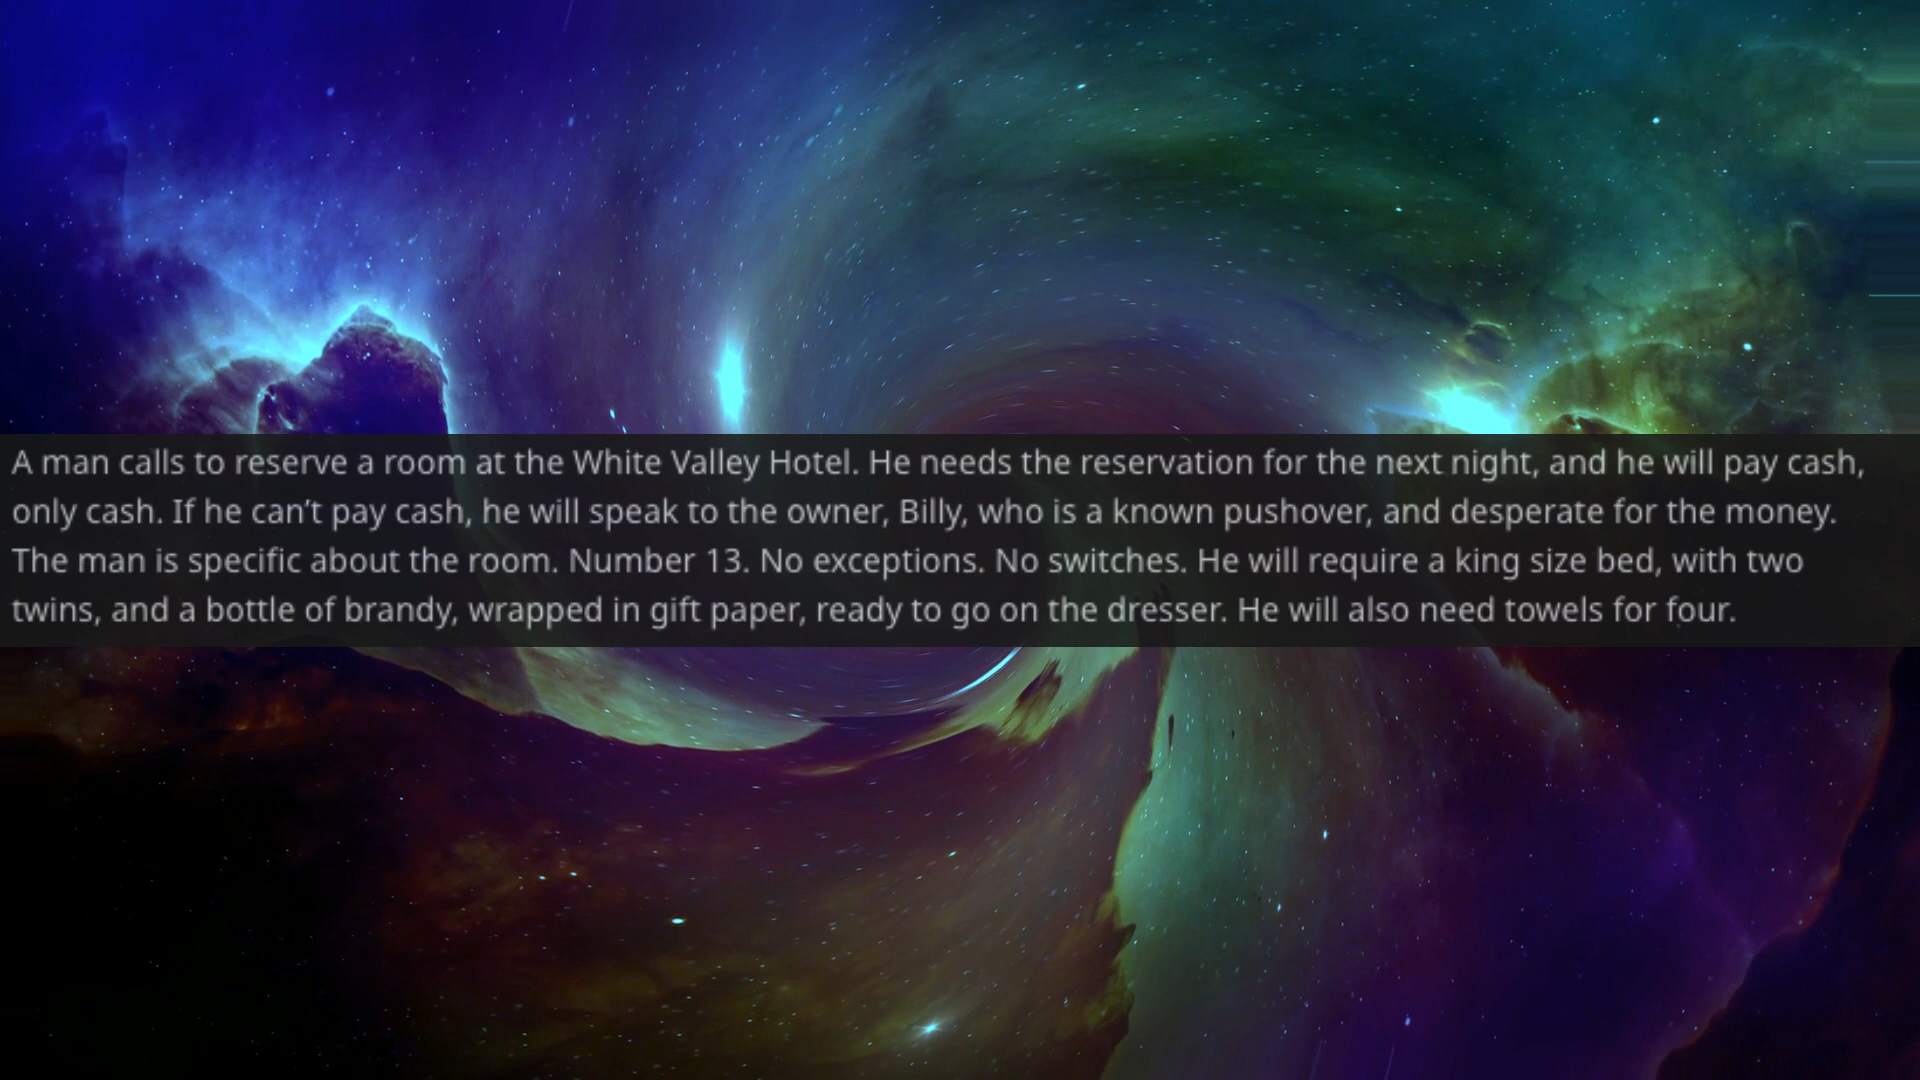 A man calls to reserve a room at the White Valley Hotel. He needs the reservation for the next night, and he will pay cash,
only cash. If he can’t pay cash, he will speak to the owner, Billy, who is a known pushover, and desperate for the money.
The man is specific about the room. Number 13. No exceptions. No switches. He will require a king size bed, with two
twins, and a bottle of brandy, wrapped in gift paper, ready to go on the dresser. He will also need towels for four.